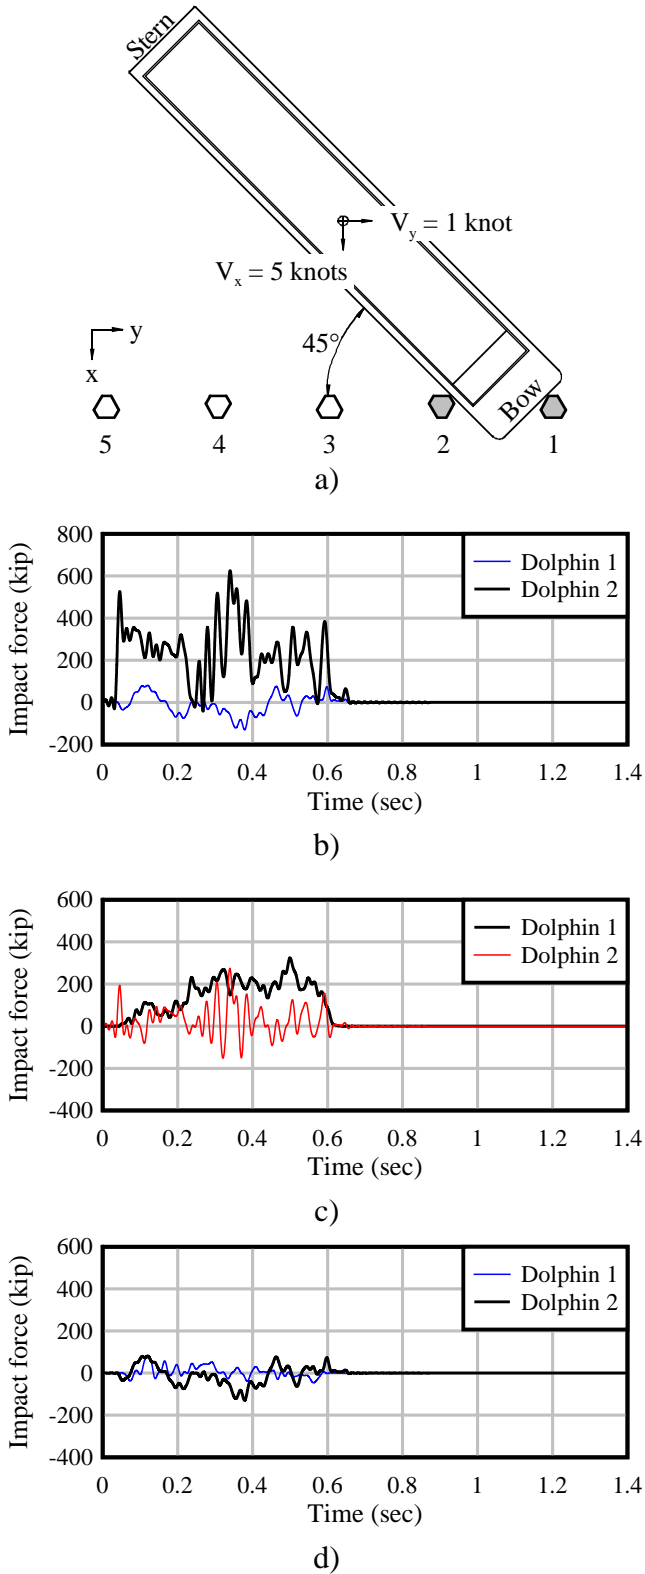 Stern
V_y = 1 knot
V_x = 5 knots
45°
y
x
Bow
5 4 3 2 1
a)
Impact force (kip)
800
600
400
200
0
-200
Dolphin 1
Dolphin 2
0 0.2 0.4 0.6 0.8 1 1.2 1.4
Time (sec)
b)
Impact force (kip)
600
400
200
0
-200
-400
Dolphin 1
Dolphin 2
0 0.2 0.4 0.6 0.8 1 1.2 1.4
Time (sec)
c)
Impact force (kip)
600
400
200
0
-200
-400
Dolphin 1
Dolphin 2
0 0.2 0.4 0.6 0.8 1 1.2 1.4
Time (sec)
d)